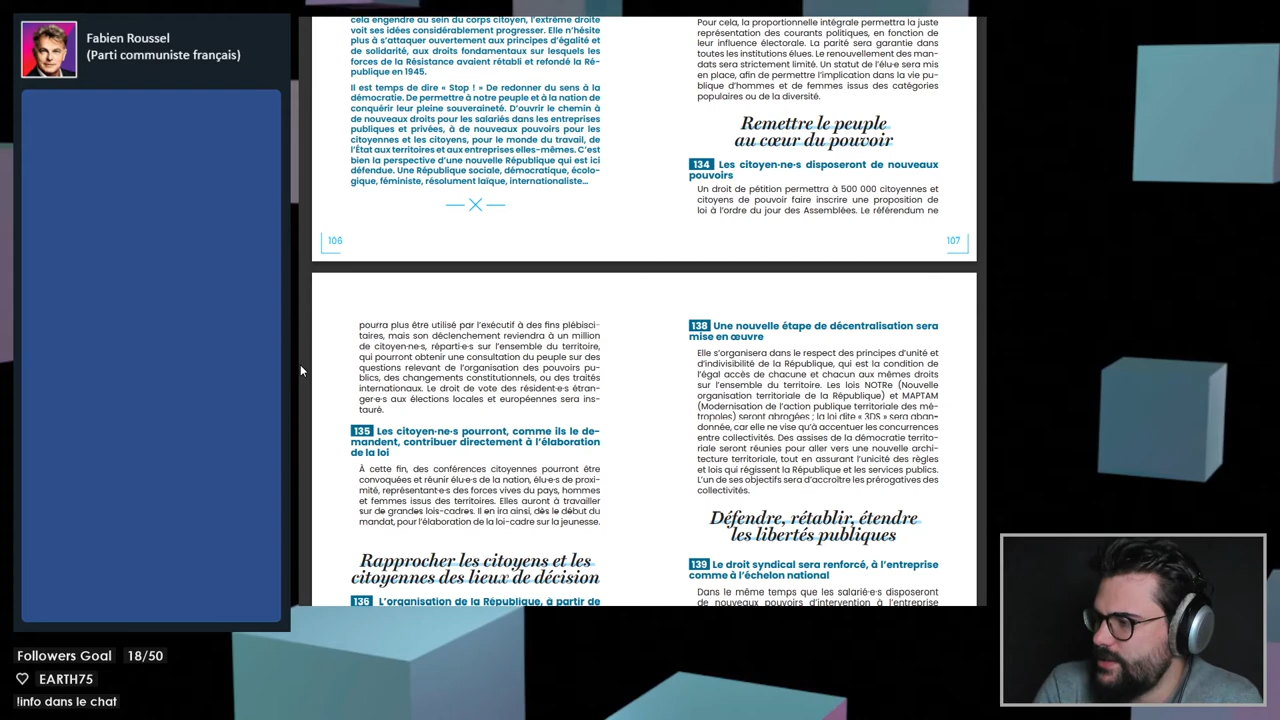 Fabien Roussel
(Parti communiste français)
cela engendre au sein du corps citoyen, l'extrême droite
voit ses idées considérablement progresser. Elle n'hésite
plus à s'attaquer ouvertement aux principes d'égalité et
de solidarité, aux droits fondamentaux sur lesquels les
forces de la Résistance avaient rétabli et refondé la Ré-
publique en 1945.
Il est temps de dire « Stop ! » De redonner du sens à la
démocratie. De permettre à notre peuple et à la nation de
conquérir leur pleine souveraineté. D'ouvrir le chemin à
de nouveaux droits pour les salariés dans les entreprises
publiques et privées, à de nouveaux pouvoirs pour les
citoyennes et les citoyens, pour le monde du travail, de
l'État aux territoires et aux entreprises elles-mêmes. C'est
bien la perspective d'une nouvelle République qui est ici
défendue. Une République sociale, démocratique, écolo-
gique, féministe, résolument laïque, internationaliste...
106
Pour cela, la proportionnelle intégrale permettra la juste
représentation des courants politiques, en fonction de
leur influence électorale. La parité sera garantie dans
toutes les institutions élues. Le renouvellement des man-
dats sera strictement limité. Un statut de l'élu·e sera mis
en place, afin de permettre l'implication dans la vie pu-
blique d'hommes et de femmes issus des catégories
populaires ou de la diversité.
Remettre le peuple
au cœur du pouvoir
134 Les citoyen·ne·s disposeront de nouveaux
pouvoirs
Un droit de pétition permettra à 500 000 citoyennes et
citoyens de pouvoir faire inscrire une proposition de
loi à l'ordre du jour des Assemblées. Le référendum ne
107
pourra plus être utilisé par l'exécutif à des fins plébisci-
taires, mais son déclenchement reviendra à un million
de citoyen·ne·s, réparti·e·s sur l'ensemble du territoire,
qui pourront obtenir une consultation du peuple sur des
questions relevant de l'organisation des pouvoirs pu-
blics, des changements constitutionnels, ou des traités
internationaux. Le droit de vote des résident·e·s étran-
ger·e·s aux élections locales et européennes sera ins-
tauré.
135 Les citoyen·ne·s pourront, comme ils le de-
mandent, contribuer directement à l'élaboration
de la loi
À cette fin, des conférences citoyennes pourront être
convoquées et réunir élu·e·s de la nation, élu·e·s de proxi-
mité, représentant·e·s des forces vives du pays, hommes
et femmes issus des territoires. Elles auront à travailler
sur de grandes lois-cadres. Il en ira ainsi, dès le début du
mandat, pour l'élaboration de la loi-cadre sur la jeunesse.
Rapprocher les citoyens et les
citoyennes des lieux de décision
136 L'organisation de la République, à partir de
138 Une nouvelle étape de décentralisation sera
mise en œuvre
Elle s'organisera dans le respect des principes d'unité et
d'indivisibilité de la République, qui est la condition de
l'égal accès de chacune et chacun aux mêmes droits
sur l'ensemble du territoire. Les lois NOTRe (Nouvelle
organisation territoriale de la République) et MAPTAM
(Modernisation de l'action publique territoriale des mé-
tropoles) seront abrogées ; la loi dite « 3DS » sera aban-
donnée, car elle ne vise qu'à accentuer les concurrences
entre collectivités. Des assises de la démocratie territo-
riale seront réunies pour aller vers une nouvelle archi-
tecture territoriale, tout en assurant l'unicité des règles
et lois qui régissent la République et les services publics.
L'un de ses objectifs sera d'accroître les prérogatives des
collectivités.
Défendre, rétablir, étendre
les libertés publiques
139 Le droit syndical sera renforcé, à l'entreprise
comme à l'échelon national
Dans le même temps que les salarié·e·s disposeront
de nouveaux pouvoirs d'intervention à l'entreprise
Followers Goal 18/50
EARTH75
!info dans le chat